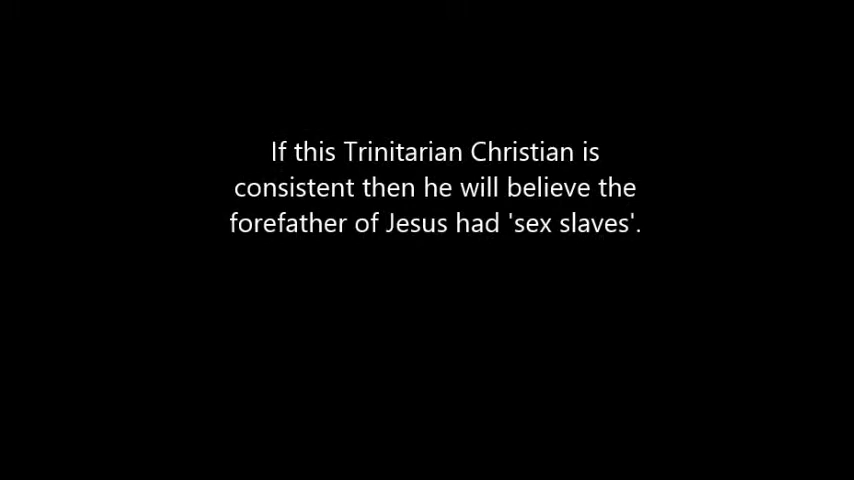 If this Trinitarian Christian is
consistent then he will believe the
forefather of Jesus had 'sex slaves'.